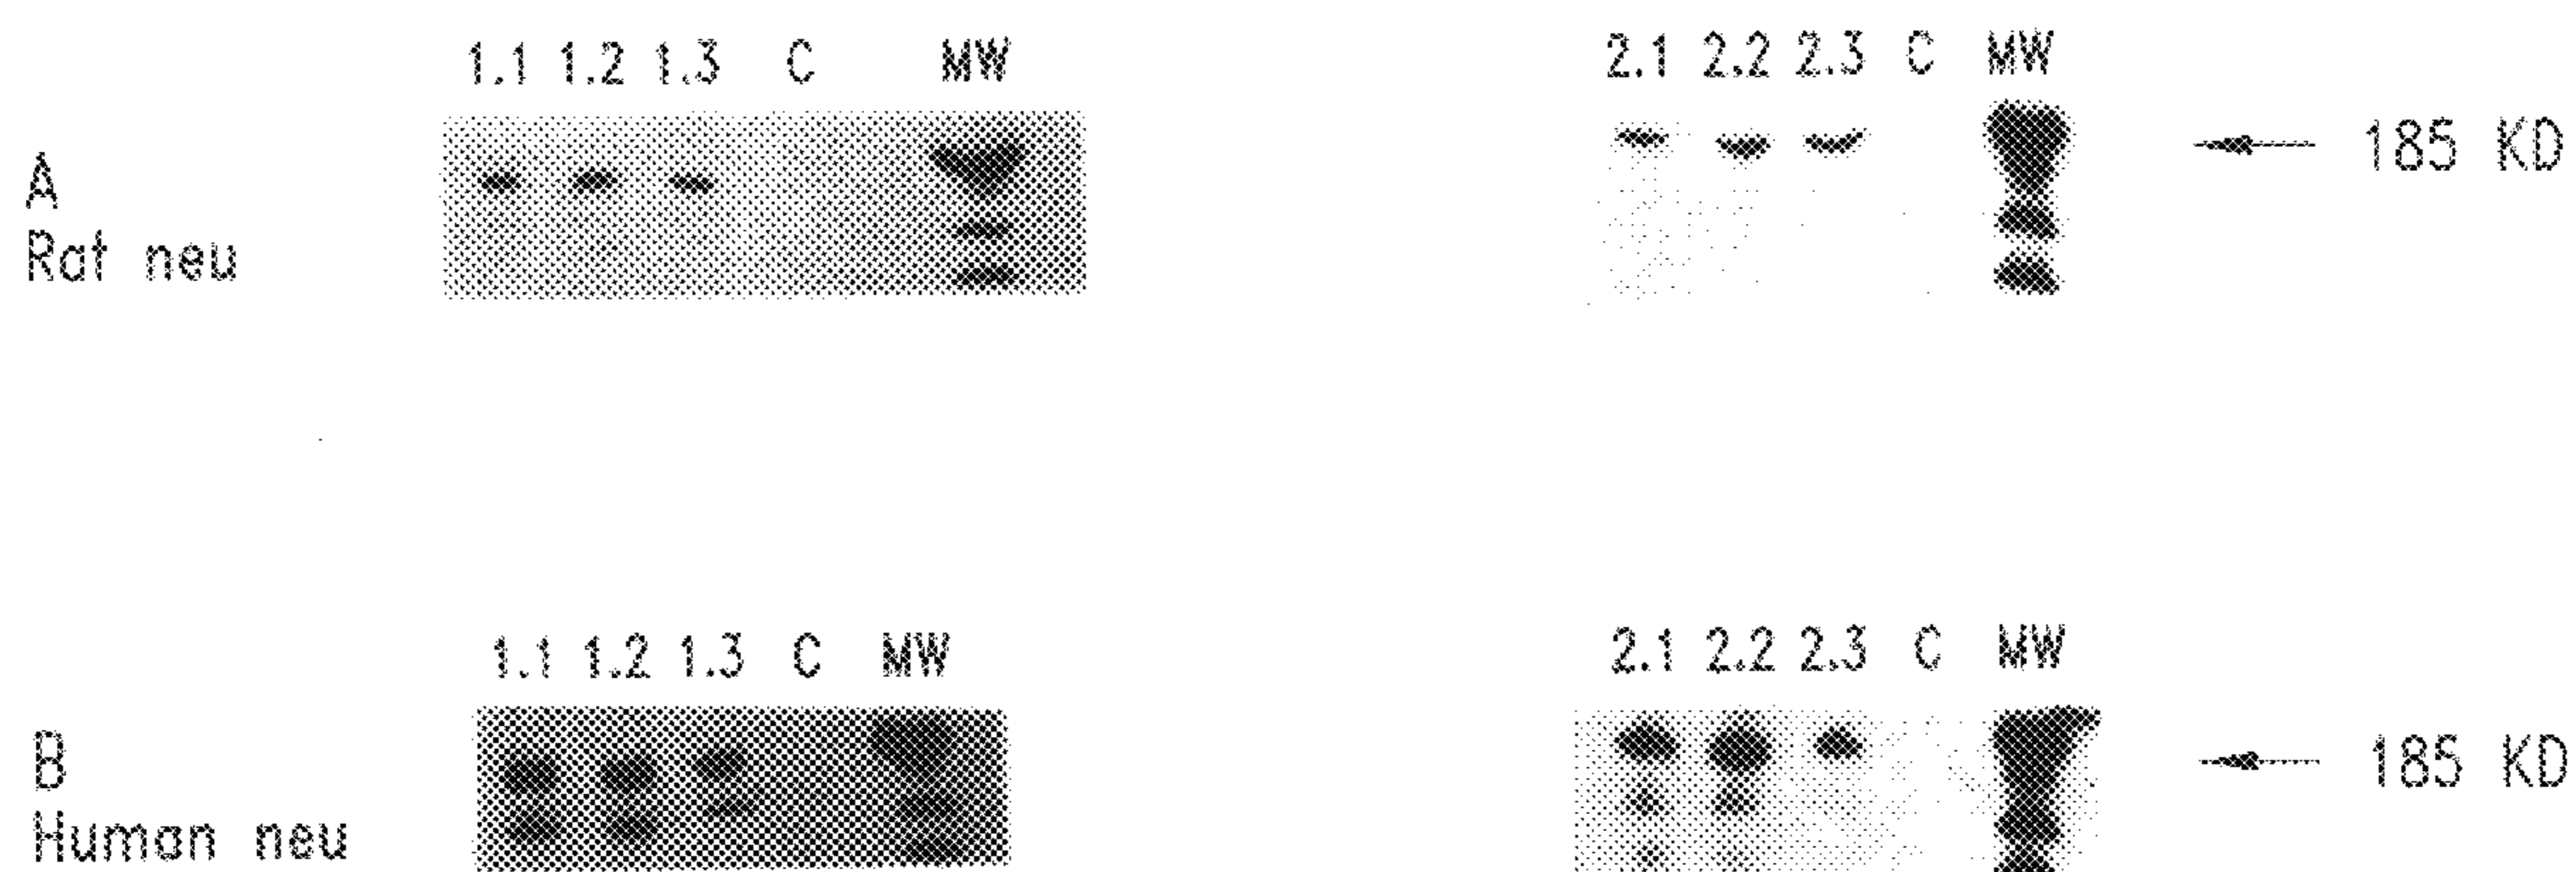 1.1 1.2 1.3 C MW
2.1 2.2 2.3 C MW
185 KD
A
Rat neu
1.1 1.2 1.3 C MW
2.1 2.2 2.3 C MW
185 KD
B
Human neu